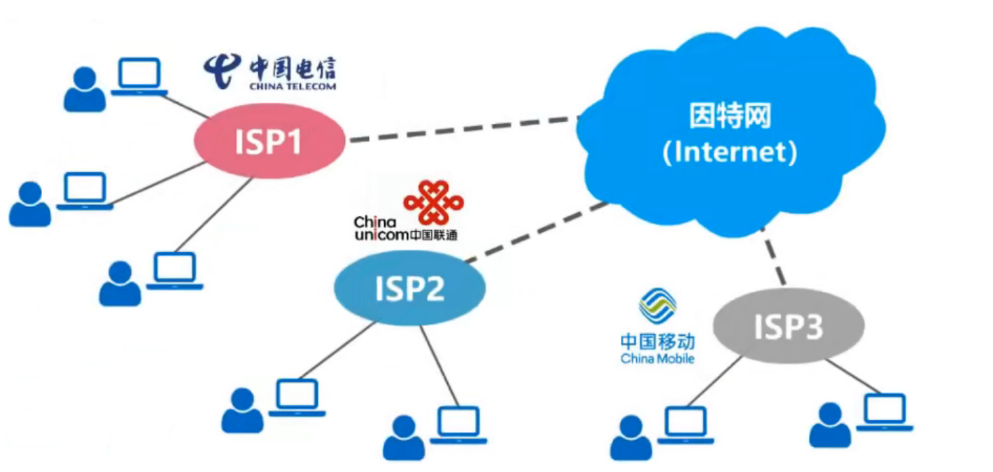 中国电信
CHINA TELECOM
ISP1
因特网
(Internet)
China
unicom中国联通
ISP2
中国移动
China Mobile
ISP3